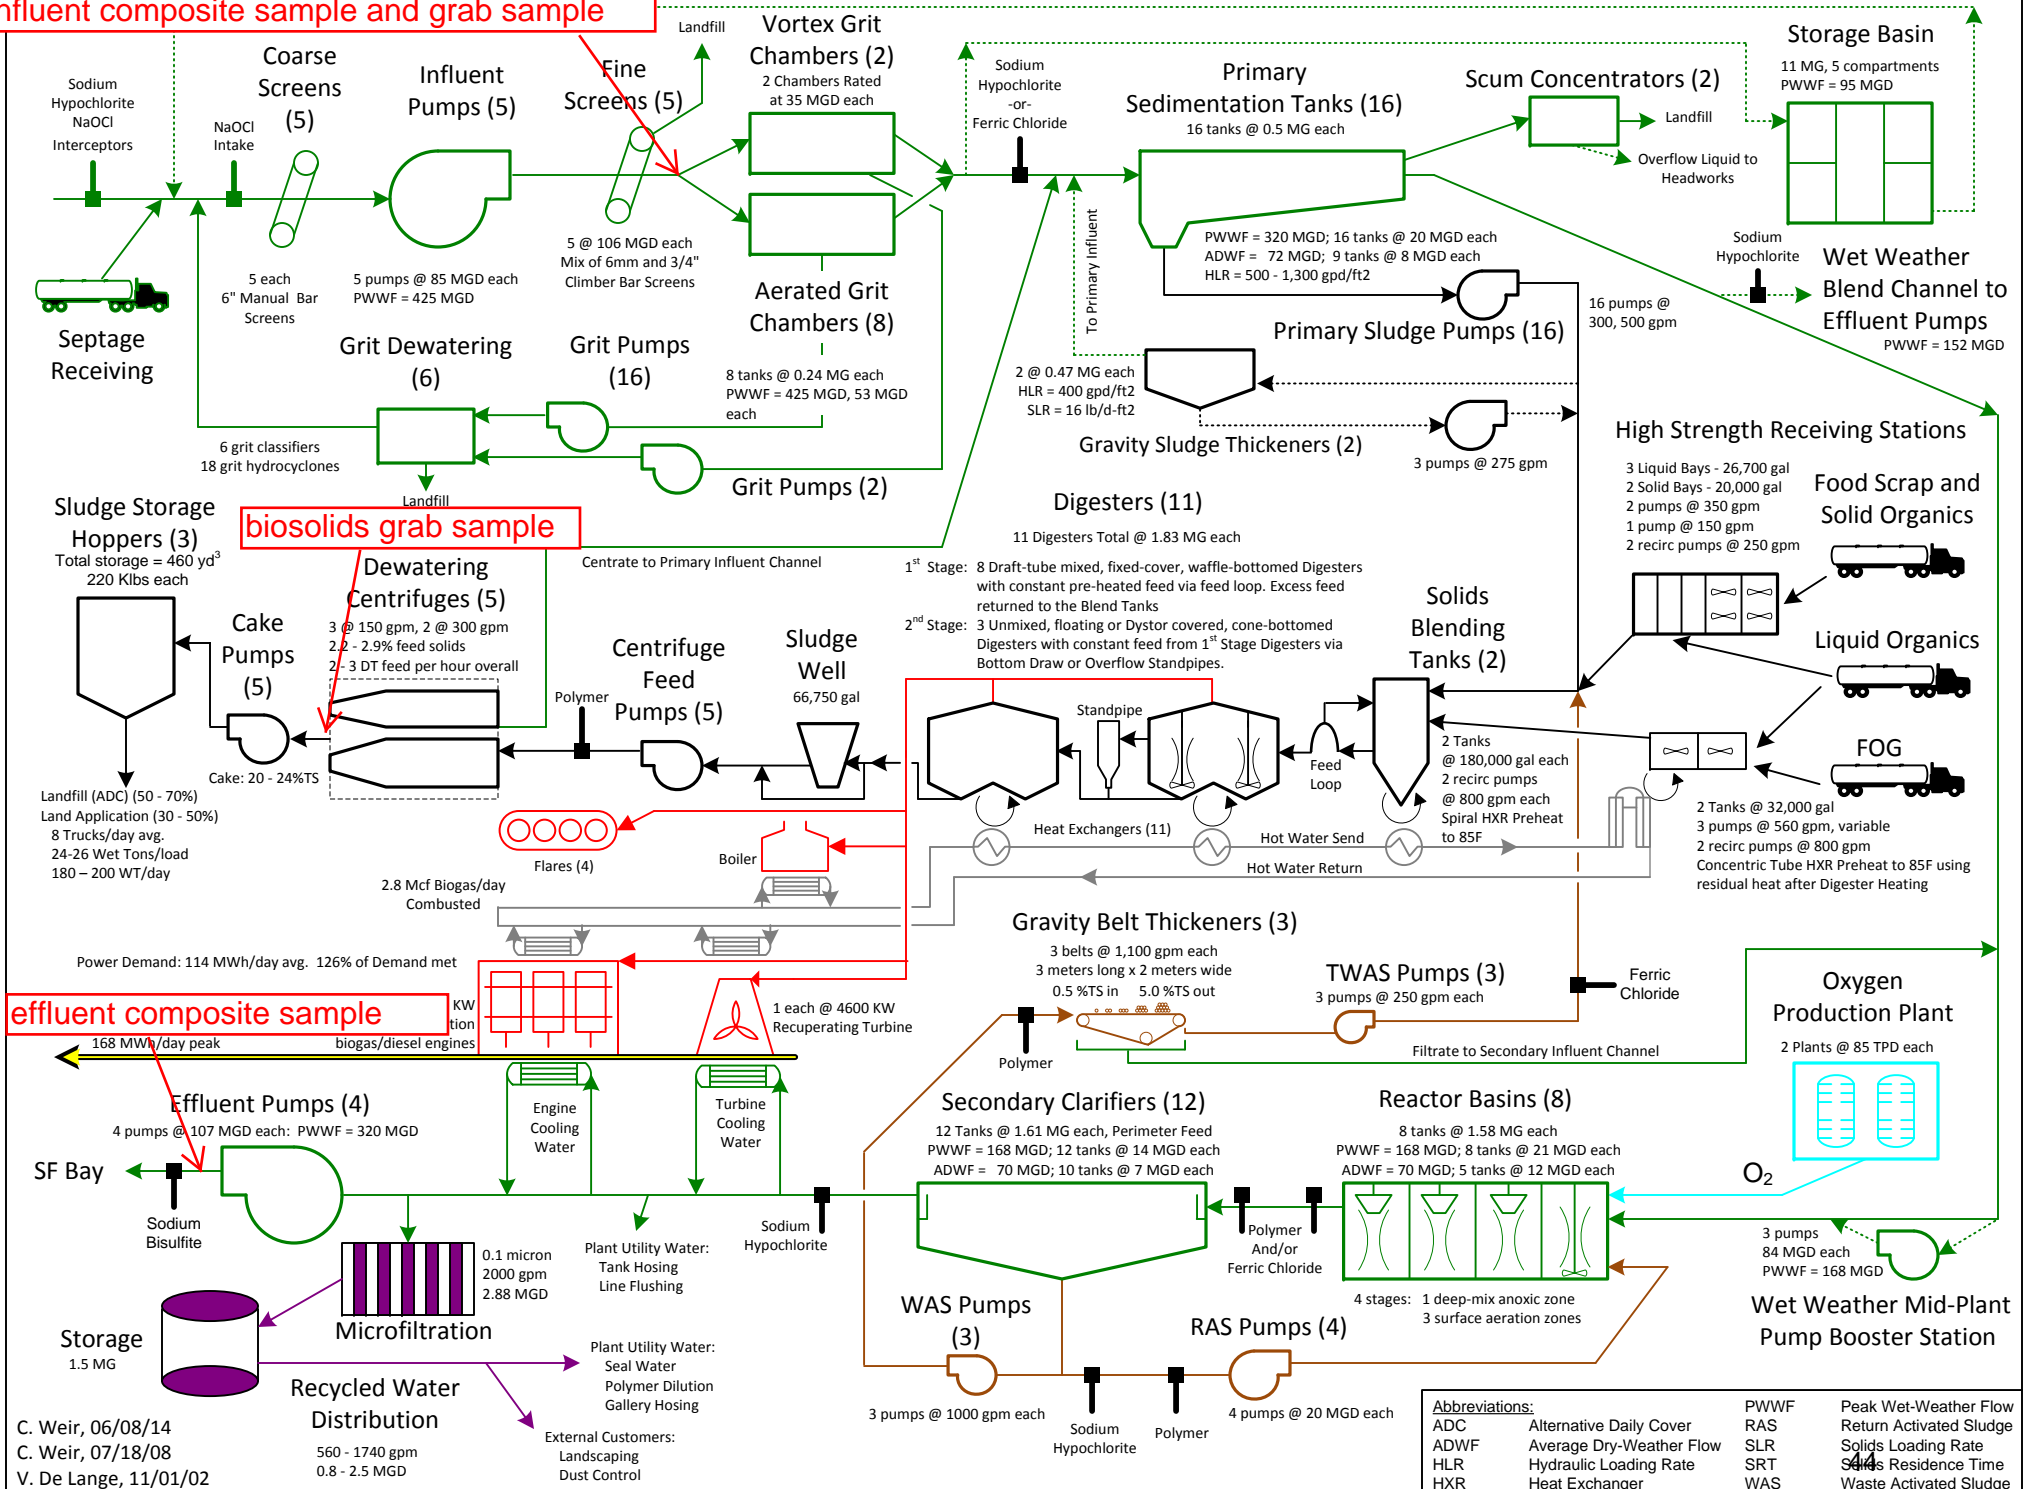 nfluent composite sample and grab sample
Sodium
Hypochlorite
NaOCl
Interceptors
NaOCl
Intake
Coarse
Screens
(5)
5 each
6" Manual Bar
Screens
Influent
Pumps (5)
5 pumps @ 85 MGD each
PWWF = 425 MGD
Fine
Screens (5)
5 @ 106 MGD each
Mix of 6mm and 3/4"
Climber Bar Screens
Landfill
Vortex Grit
Chambers (2)
2 Chambers Rated
at 35 MGD each
Aerated Grit
Chambers (8)
8 tanks @ 0.24 MG each
PWWF = 425 MGD, 53 MGD
each
Sodium
Hypochlorite
-or-
Ferric Chloride
Primary
Sedimentation Tanks (16)
16 tanks @ 0.5 MG each
PWWF = 320 MGD; 16 tanks @ 20 MGD each
ADWF = 72 MGD; 9 tanks @ 8 MGD each
HLR = 500 - 1,300 gpd/ft2
Scum Concentrators (2)
Landfill
Overflow Liquid to
Headworks
Storage Basin
11 MG, 5 compartments
PWWF = 95 MGD
Sodium
Hypochlorite
Wet Weather
Blend Channel to
Effluent Pumps
PWWF = 152 MGD
Septage
Receiving
Grit Dewatering
(6)
6 grit classifiers
18 grit hydrocyclones
Landfill
Grit Pumps
(16)
Grit Pumps (2)
To Primary Influent
Primary Sludge Pumps (16)
16 pumps @
300, 500 gpm
2 @ 0.47 MG each
HLR = 400 gpd/ft2
SLR = 16 lb/d-ft2
Gravity Sludge Thickeners (2)
3 pumps @ 275 gpm
High Strength Receiving Stations
3 Liquid Bays - 26,700 gal
2 Solid Bays - 20,000 gal
2 pumps @ 350 gpm
1 pump @ 150 gpm
2 recirc pumps @ 250 gpm
Food Scrap and
Solid Organics
Liquid Organics
FOG
2 Tanks @ 32,000 gal
3 pumps @ 560 gpm, variable
2 recirc pumps @ 800 gpm
Concentric Tube HXR Preheat to 85F using
residual heat after Digester Heating
Sludge Storage
Hoppers (3)
Total storage = 460 yd3
220 Klbs each
biosolids grab sample
Dewatering
Centrifuges (5)
3 @ 150 gpm, 2 @ 300 gpm
2.2 - 2.9% feed solids
2 - 3 DT feed per hour overall
Centrate to Primary Influent Channel
Cake
Pumps
(5)
Cake: 20 - 24%TS
Landfill (ADC) (50 - 70%)
Land Application (30 - 50%)
8 Trucks/day avg.
24-26 Wet Tons/load
180 – 200 WT/day
Polymer
Centrifuge
Feed
Pumps (5)
Sludge
Well
66,750 gal
Digesters (11)
11 Digesters Total @ 1.83 MG each
1st Stage: 8 Draft-tube mixed, fixed-cover, waffle-bottomed Digesters
with constant pre-heated feed via feed loop. Excess feed
returned to the Blend Tanks
2nd Stage: 3 Unmixed, floating or Dystor covered, cone-bottomed
Digesters with constant feed from 1st Stage Digesters via
Bottom Draw or Overflow Standpipes.
Standpipe
Feed
Loop
Solids
Blending
Tanks (2)
2 Tanks
@ 180,000 gal each
2 recirc pumps
@ 800 gpm each
Spiral HXR Preheat
to 85F
Heat Exchangers (11)
Hot Water Send
Hot Water Return
Flares (4)
Boiler
2.8 Mcf Biogas/day
Combusted
Power Demand: 114 MWh/day avg. 126% of Demand met
effluent composite sample
KW
tion
168 MWh/day peak
biogas/diesel engines
1 each @ 4600 KW
Recuperating Turbine
Gravity Belt Thickeners (3)
3 belts @ 1,100 gpm each
3 meters long x 2 meters wide
0.5 %TS in 5.0 %TS out
Polymer
TWAS Pumps (3)
3 pumps @ 250 gpm each
Ferric
Chloride
Filtrate to Secondary Influent Channel
Oxygen
Production Plant
2 Plants @ 85 TPD each
O2
Effluent Pumps (4)
4 pumps @ 107 MGD each: PWWF = 320 MGD
SF Bay
Sodium
Bisulfite
Engine
Cooling
Water
Turbine
Cooling
Water
Secondary Clarifiers (12)
12 Tanks @ 1.61 MG each, Perimeter Feed
PWWF = 168 MGD; 12 tanks @ 14 MGD each
ADWF = 70 MGD; 10 tanks @ 7 MGD each
Reactor Basins (8)
8 tanks @ 1.58 MG each
PWWF = 168 MGD; 8 tanks @ 21 MGD each
ADWF = 70 MGD; 5 tanks @ 12 MGD each
4 stages: 1 deep-mix anoxic zone
3 surface aeration zones
Sodium
Hypochlorite
Polymer
And/or
Ferric Chloride
3 pumps
84 MGD each
PWWF = 168 MGD
Wet Weather Mid-Plant
Pump Booster Station
0.1 micron
2000 gpm
2.88 MGD
Microfiltration
Plant Utility Water:
Tank Hosing
Line Flushing
Storage
1.5 MG
Recycled Water
Distribution
560 - 1740 gpm
0.8 - 2.5 MGD
Plant Utility Water:
Seal Water
Polymer Dilution
Gallery Hosing
External Customers:
Landscaping
Dust Control
WAS Pumps
(3)
3 pumps @ 1000 gpm each
Sodium
Hypochlorite
Polymer
RAS Pumps (4)
4 pumps @ 20 MGD each
C. Weir, 06/08/14
C. Weir, 07/18/08
V. De Lange, 11/01/02
Abbreviations:
ADC Alternative Daily Cover
ADWF Average Dry-Weather Flow
HLR Hydraulic Loading Rate
HXR Heat Exchanger
PWWF Peak Wet-Weather Flow
RAS Return Activated Sludge
SLR Solids Loading Rate
SRT Solids Residence Time
WAS Waste Activated Sludge
44